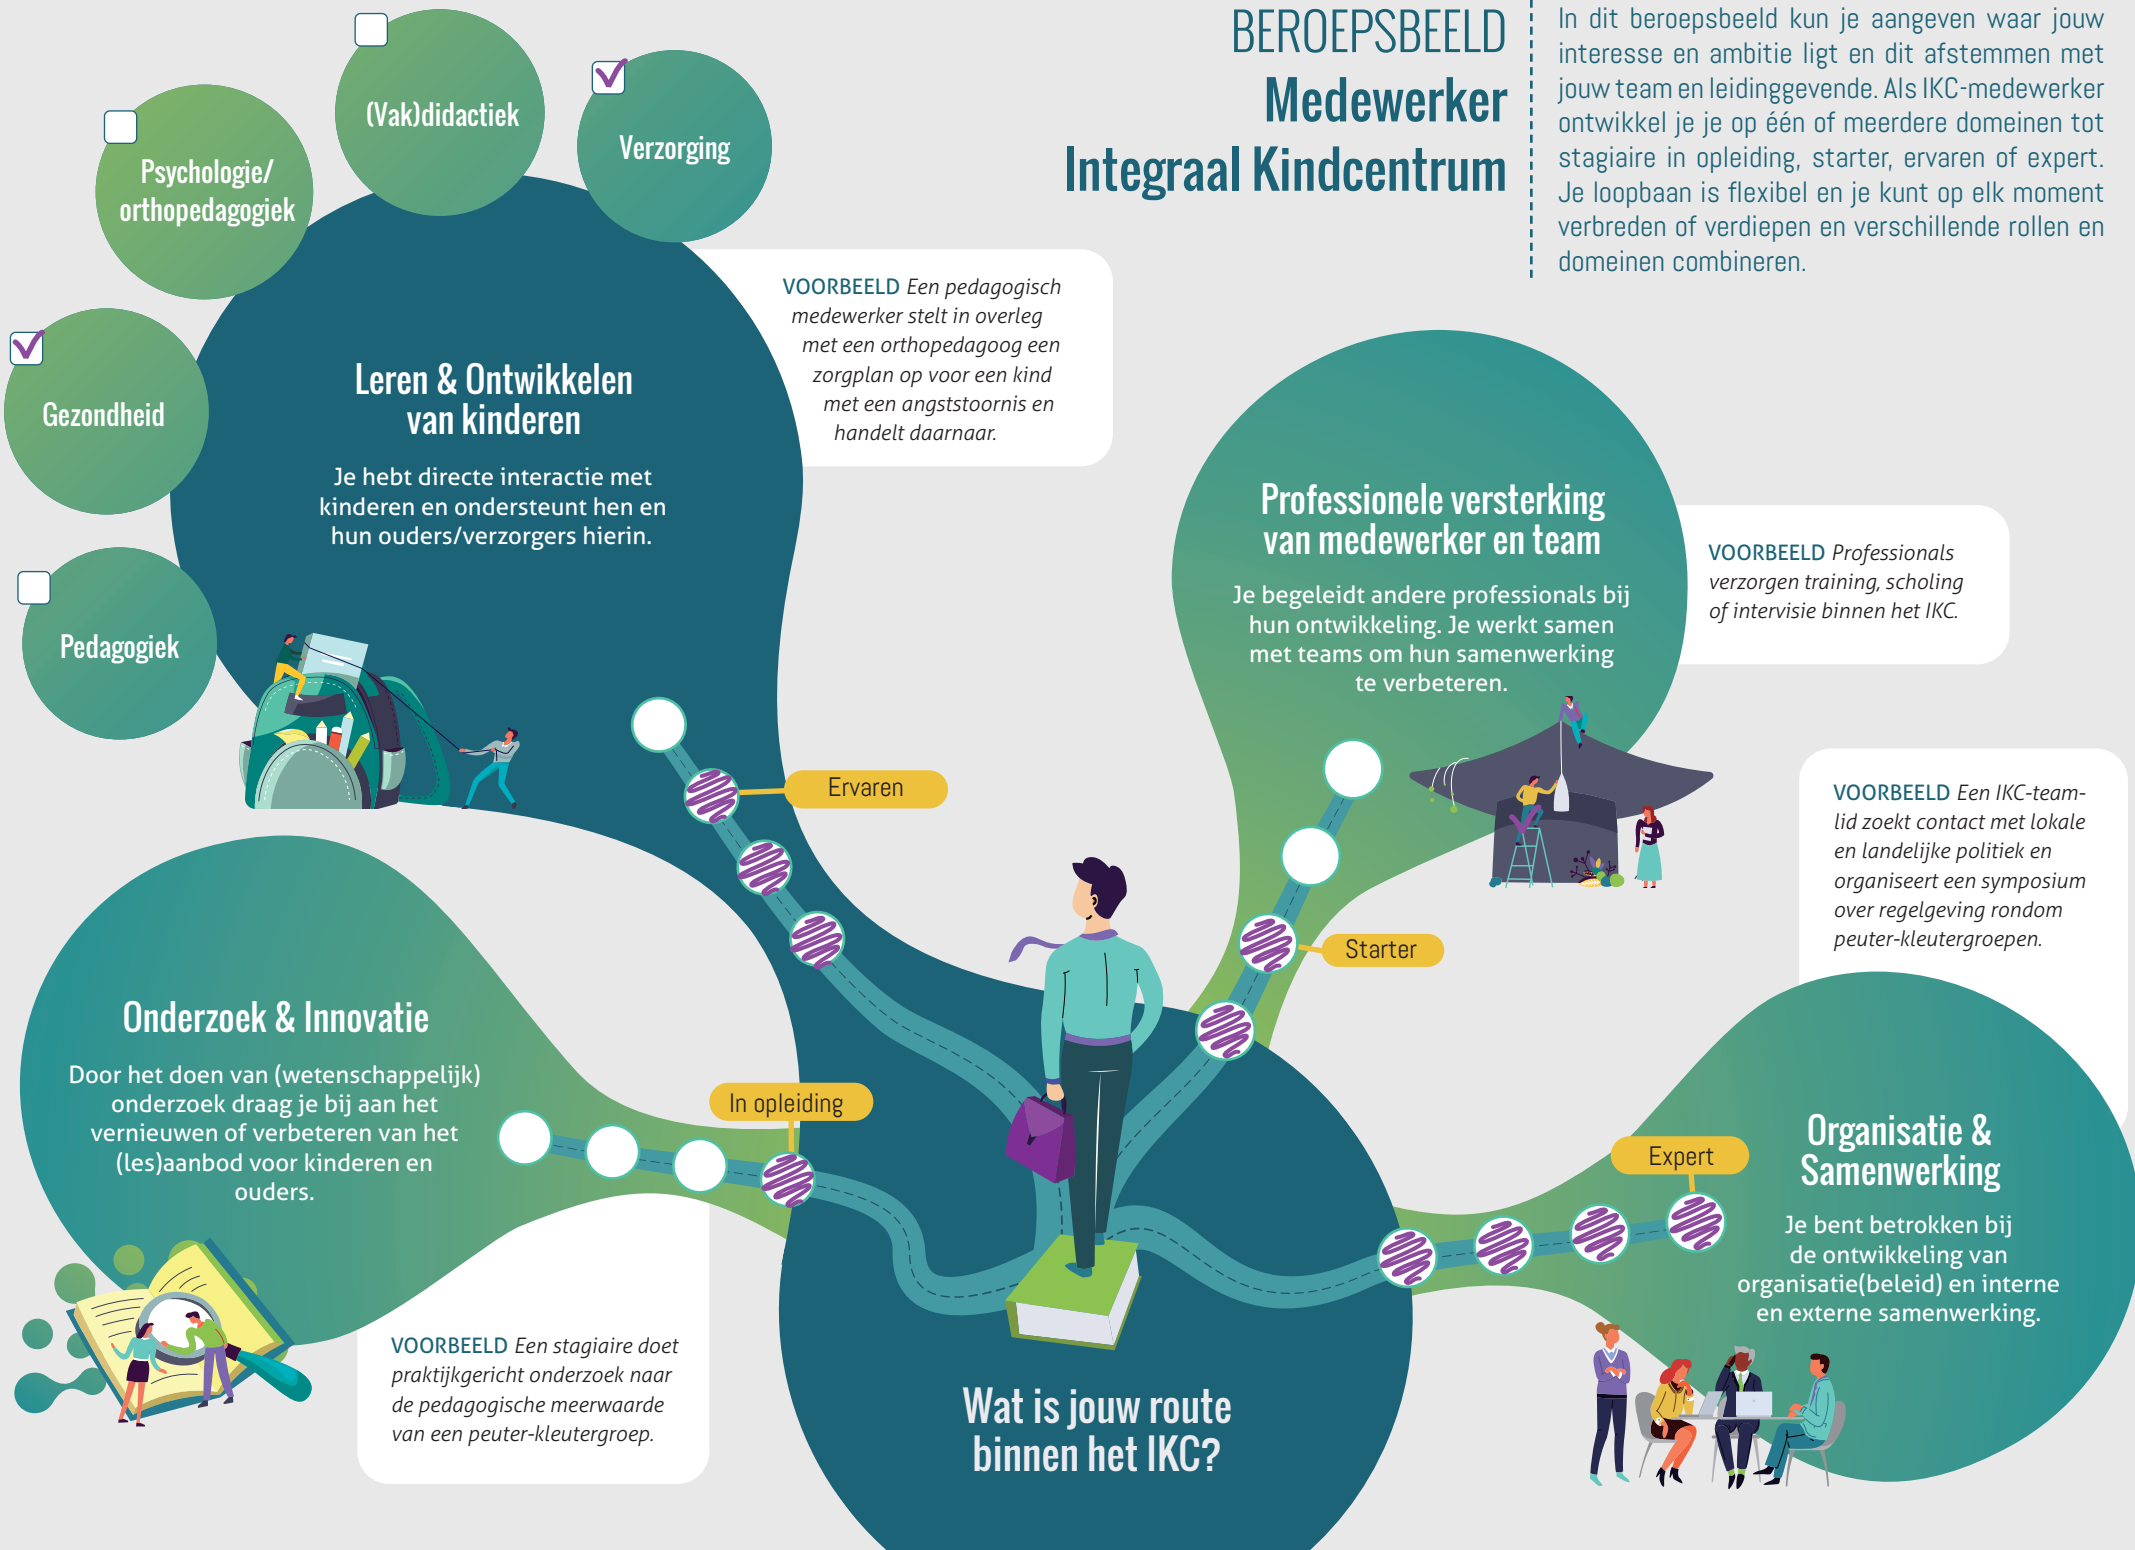 BEROEPSBEELD
Medewerker
Integraal Kindcentrum
In dit beroepsbeeld kun je aangeven waar jouw
interesse en ambitie ligt en dit afstemmen met
jouw team en leidinggevende. Als IKC-medewerker
ontwikkel je je op één of meerdere domeinen tot
stagiaire in opleiding, starter, ervaren of expert.
Je loopbaan is flexibel en je kunt op elk moment
verbreden of verdiepen en verschillende rollen en
domeinen combineren.
(Vak)didactiek
Verzorging
Psychologie/
orthopedagogiek
Gezondheid
Pedagogiek
Leren & Ontwikkelen
van kinderen
Je hebt directe interactie met
kinderen en ondersteunt hen en
hun ouders/verzorgers hierin.
VOORBEELD Een pedagogisch
medewerker stelt in overleg
met een orthopedagoog een
zorgplan op voor een kind
met een angststoornis en
handelt daarnaar.
Ervaren
Professionele versterking
van medewerker en team
Je begeleidt andere professionals bij
hun ontwikkeling. Je werkt samen
met teams om hun samenwerking
te verbeteren.
VOORBEELD Professionals
verzorgen training, scholing
of intervisie binnen het IKC.
Starter
VOORBEELD Een IKC-team-
lid zoekt contact met lokale
en landelijke politiek en
organiseert een symposium
over regelgeving rondom
peuter-kleutergroepen.
Onderzoek & Innovatie
Door het doen van (wetenschappelijk)
onderzoek draag je bij aan het
vernieuwen of verbeteren van het
(les)aanbod voor kinderen en
ouders.
In opleiding
VOORBEELD Een stagiaire doet
praktijkgericht onderzoek naar
de pedagogische meerwaarde
van een peuter-kleutergroep.
Expert
Organisatie &
Samenwerking
Je bent betrokken bij
de ontwikkeling van
organisatie(beleid) en interne
en externe samenwerking.
Wat is jouw route
binnen het IKC?